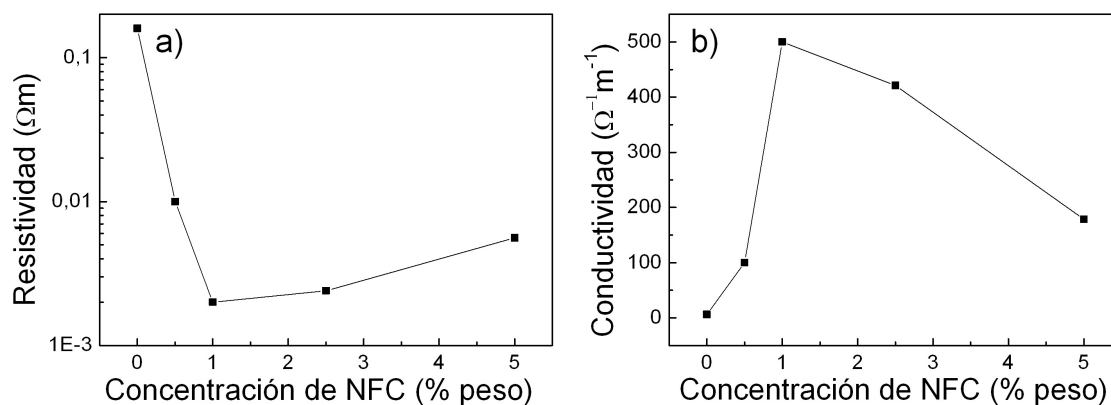 a)
0,1
0,01
1E-3
Resistividad (Ωm)
0 1 2 3 4 5
Concentración de NFC (% peso)
b)
500
400
300
200
100
0
Conductividad (Ω⁻¹m⁻¹)
0 1 2 3 4 5
Concentración de NFC (% peso)